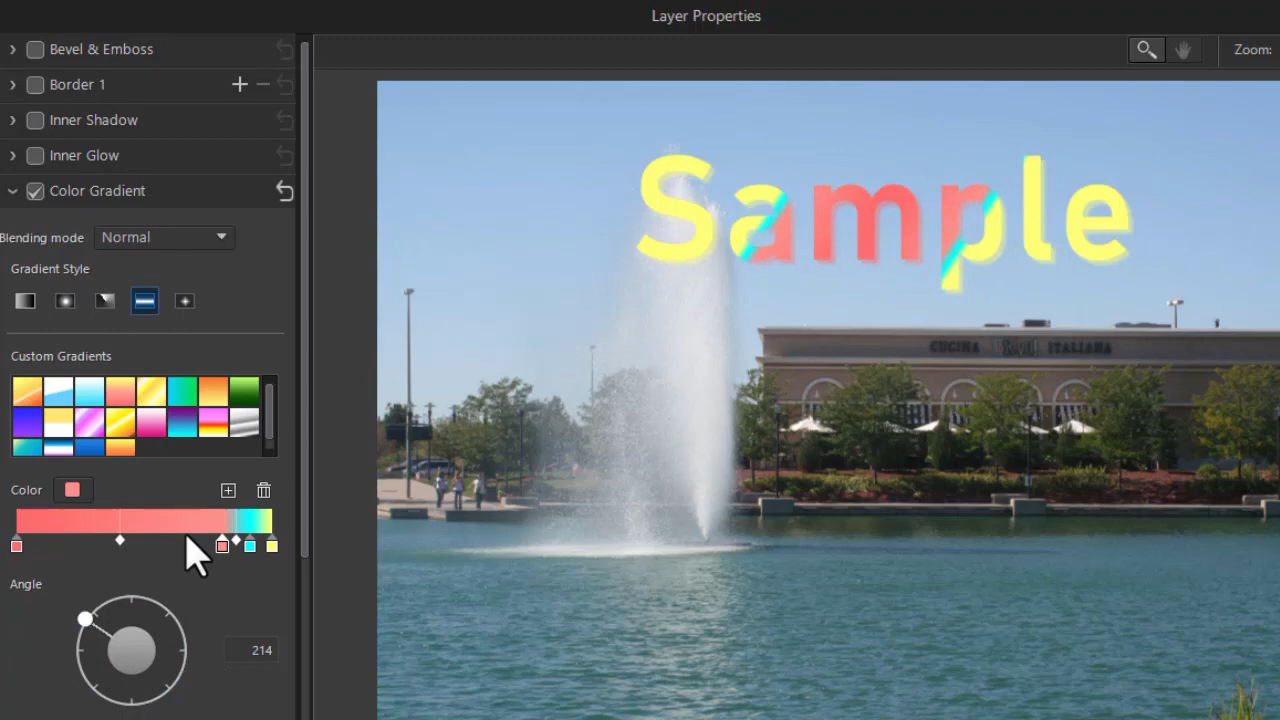 Layer Properties
Bevel & Emboss
Border 1
Zoom:
Inner Shadow
Inner Glow
Color Gradient
Blending mode
Normal
Gradient Style
Custom Gradients
Color
Angle
214
Sample
CUCINA
ITALIANA